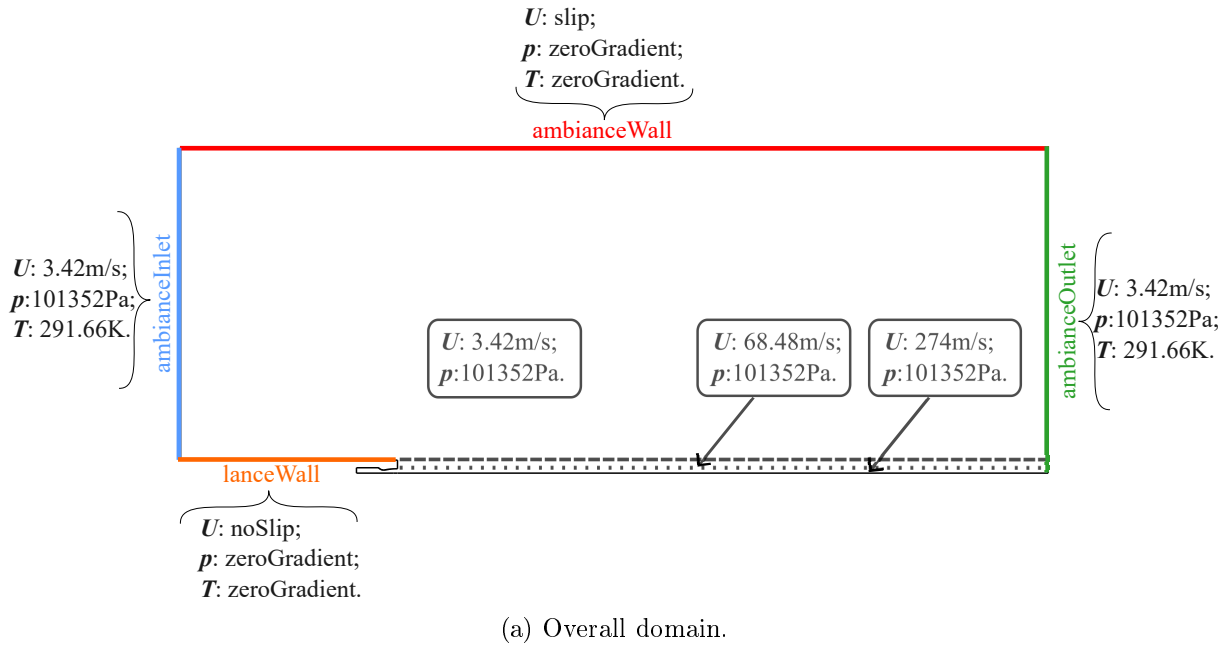 U: slip;
p: zeroGradient;
T: zeroGradient.
ambianceWall
ambianceInlet
U: 3.42m/s;
p:101352Pa;
T: 291.66K.
U: 3.42m/s;
p:101352Pa.
U: 68.48m/s;
p:101352Pa.
U: 274m/s;
p:101352Pa.
ambianceOutlet
U: 3.42m/s;
p:101352Pa;
T: 291.66K.
lanceWall
U: noSlip;
p: zeroGradient;
T: zeroGradient.
(a) Overall domain.